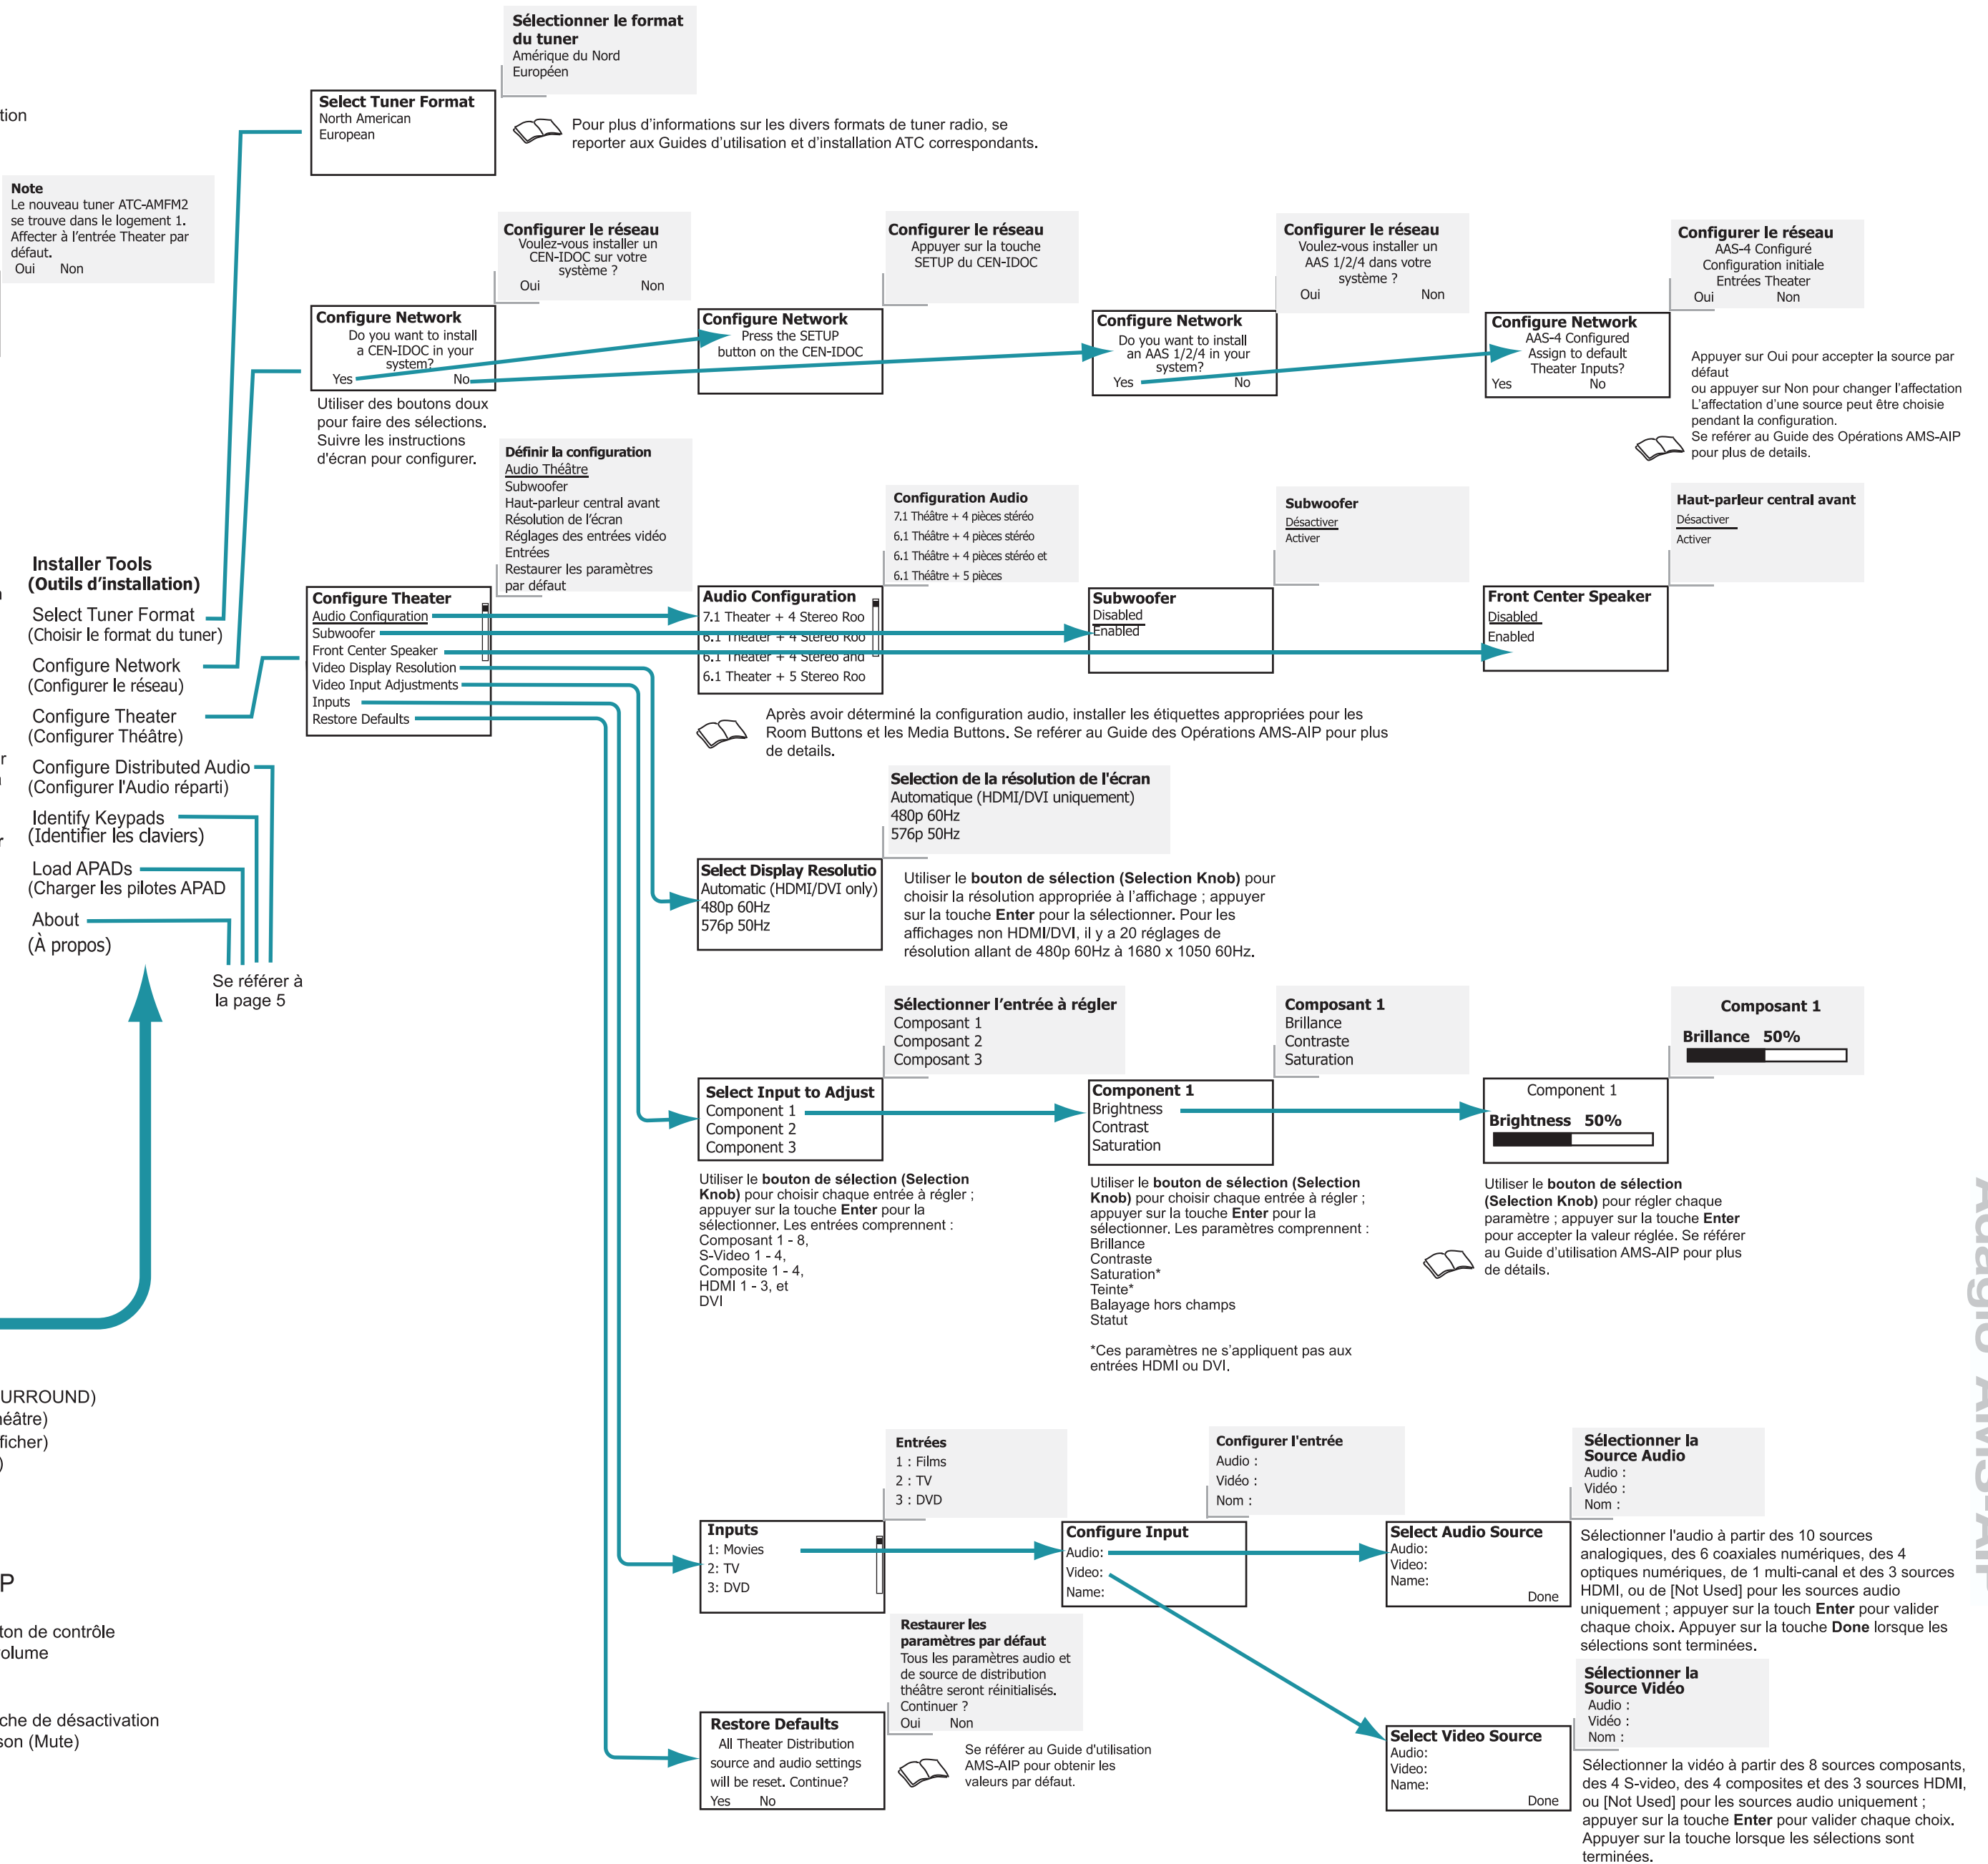 Sélectionner le format
du tuner
Amérique du Nord
Européen
Select Tuner Format
North American
European
Pour plus d'informations sur les divers formats de tuner radio, se
reporter aux Guides d'utilisation et d'installation ATC correspondants.
tion
Note
Le nouveau tuner ATC-AMFM2
se trouve dans le logement 1.
Affecter à l'entrée Theater par
défaut.
Oui Non
Configurer le réseau
Voulez-vous installer un
CEN-IDOC sur votre
système ?
Oui Non
Configure Network
Do you want to install
a CEN-IDOC in your
system?
Yes No
Utiliser des boutons doux
pour faire des sélections.
Suivre les instructions
d'écran pour configurer.
Configurer le réseau
Appuyer sur la touche
SETUP du CEN-IDOC
Configure Network
Press the SETUP
button on the CEN-IDOC
Configurer le réseau
Voulez-vous installer un
AAS 1/2/4 dans votre
système ?
Oui Non
Configure Network
Do you want to install
an AAS 1/2/4 in your
system?
Yes No
Configurer le réseau
AAS-4 Configuré
Configuration initiale
Entrées Theater
Oui Non
Configure Network
AAS-4 Configured
Assign to default
Theater Inputs?
Yes No
Appuyer sur Oui pour accepter la source par
défaut
ou appuyer sur Non pour changer l'affectation
L'affectation d'une source peut être choisie
pendant la configuration.
Se référer au Guide des Opérations AMS-AIP
pour plus de details.
Installer Tools
(Outils d'installation)
Select Tuner Format
(Choisir le format du tuner)
Configure Network
(Configurer le réseau)
Configure Theater
(Configurer Théâtre)
r
Configure Distributed Audio
(Configurer l'Audio réparti)
Identify Keypads
(Identifier les claviers)
r
Load APADs
(Charger les pilotes APAD
About
(À propos)
Se référer à
la page 5
Définir la configuration
Audio Théâtre
Subwoofer
Haut-parleur central avant
Résolution de l'écran
Réglages des entrées vidéo
Entrées
Restaurer les paramètres
par défaut
Configure Theater
Audio Configuration
Subwoofer
Front Center Speaker
Video Display Resolution
Video Input Adjustments
Inputs
Restore Defaults
Configuration Audio
7.1 Théâtre + 4 pièces stéréo
6.1 Théâtre + 4 pièces stéréo
6.1 Théâtre + 4 pièces stéréo et
6.1 Théâtre + 5 pièces
Audio Configuration
7.1 Theater + 4 Stereo Roo
6.1 Theater + 4 Stereo Roo
6.1 Theater + 4 Stereo and
6.1 Theater + 5 Stereo Roo
Subwoofer
Désactiver
Activer
Subwoofer
Disabled
Enabled
Haut-parleur central avant
Désactiver
Activer
Front Center Speaker
Disabled
Enabled
Après avoir déterminé la configuration audio, installer les étiquettes appropriées pour les
Room Buttons et les Media Buttons. Se referér au Guide des Opérations AMS-AIP pour plus
de details.
Selection de la résolution de l'écran
Automatique (HDMI/DVI uniquement)
480p 60Hz
576p 50Hz
Select Display Resolutio
Automatic (HDMI/DVI only)
480p 60Hz
576p 50Hz
Utiliser le bouton de sélection (Selection Knob) pour
choisir la résolution appropriée à l'affichage ; appuyer
sur la touche Enter pour la sélectionner. Pour les
affichages non HDMI/DVI, il y a 20 réglages de
résolution allant de 480p 60Hz à 1680 x 1050 60Hz.
Sélectionner l'entrée à régler
Composant 1
Composant 2
Composant 3
Select Input to Adjust
Component 1
Component 2
Component 3
Utiliser le bouton de sélection (Selection
Knob) pour choisir chaque entrée à régler ;
appuyer sur la touche Enter pour la
sélectionner. Les entrées comprennent :
Composant 1 - 8,
S-Video 1 - 4,
Composite 1 - 4,
HDMI 1 - 3, et
DVI
Composant 1
Brillance
Contraste
Saturation
Component 1
Brightness
Contrast
Saturation
Utiliser le bouton de sélection (Selection
Knob) pour choisir chaque entrée à régler ;
appuyer sur la touche Enter pour la
sélectionner. Les paramètres comprennent :
Brillance
Contraste
Saturation*
Teinte*
Balayage hors champs
Statut
*Ces paramètres ne s'appliquent pas aux
entrées HDMI ou DVI.
Composant 1
Brillance 50%
Component 1
Brightness 50%
Utiliser le bouton de sélection
(Selection Knob) pour régler chaque
paramètre ; appuyer sur la touche Enter
pour accepter la valeur réglée. Se référer
au Guide d'utilisation AMS-AIP pour plus
de détails.
Adagio AMS-AIP
URROUND)
héâtre)
ficher)
)
P
ton de contrôle
volume
che de désactivation
son (Mute)
Entrées
1 : Films
2 : TV
3 : DVD
Inputs
1: Movies
2: TV
3: DVD
Configurer l'entrée
Audio :
Vidéo :
Nom :
Configure Input
Audio:
Video:
Name:
Sélectionner la
Source Audio
Audio :
Vidéo :
Nom :
Select Audio Source
Audio:
Video:
Name:
Done
Sélectionner l'audio à partir des 10 sources
analogiques, des 6 coaxiales numériques, des 4
optiques numériques, de 1 multi-canal et des 3 sources
HDMI, ou de [Not Used] pour les sources audio
uniquement ; appuyer sur la touch Enter pour valider
chaque choix. Appuyer sur la touche Done lorsque les
sélections sont terminées.
Restaurer les
paramètres par défaut
Tous les paramètres audio et
de source de distribution
théâtre seront réinitialisés.
Continuer ?
Oui Non
Restore Defaults
All Theater Distribution
source and audio settings
will be reset. Continue?
Yes No
Se référer au Guide d'utilisation
AMS-AIP pour obtenir les
valeurs par défaut.
Sélectionner la
Source Vidéo
Audio :
Vidéo :
Nom :
Select Video Source
Audio:
Video:
Name:
Done
Sélectionner la vidéo à partir des 8 sources composants,
des 4 S-video, des 4 composites et des 3 sources HDMI,
ou [Not Used] pour les sources audio uniquement ;
appuyer sur la touche Enter pour valider chaque choix.
Appuyer sur la touche lorsque les sélections sont
terminées.